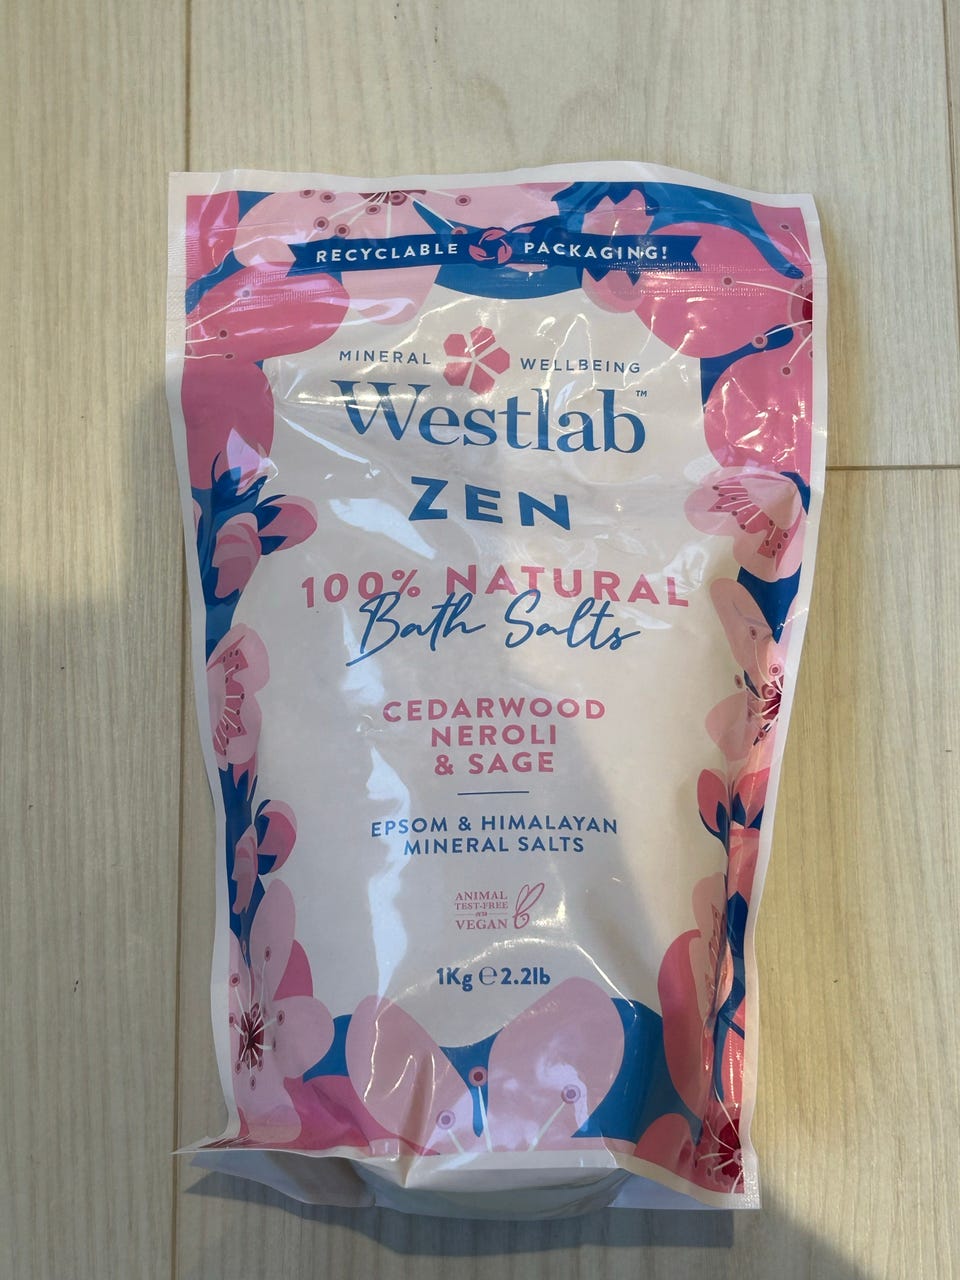 RECYCLABLE PACKAGING!
MINERAL WELLBEING
Westlab™
ZEN
100% NATURAL
Bath Salts
CEDARWOOD
NEROLI
& SAGE
EPSOM & HIMALAYAN
MINERAL SALTS
ANIMAL
TEST-FREE
VEGAN
1Kg ℮ 2.2lb